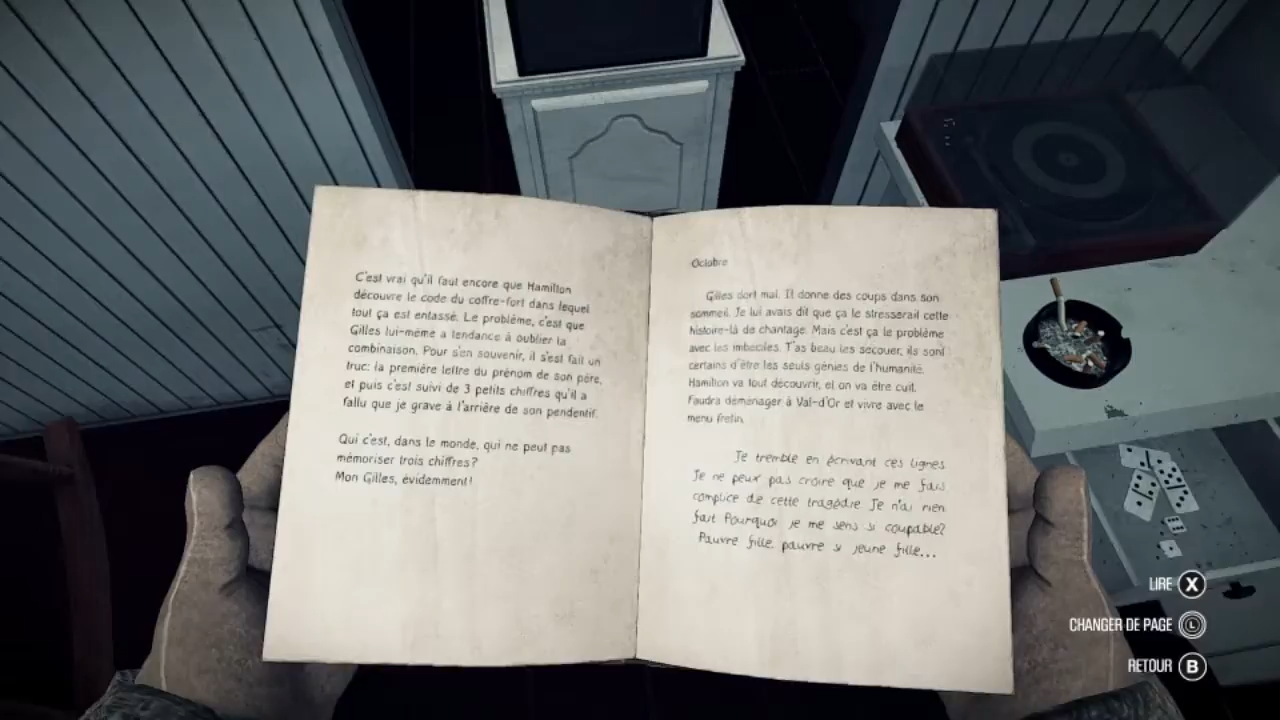 C'est vrai qu'il faut encore que Hamilton
découvre le code du coffre-fort dans lequel
tout ça est entassé. Le problème, c'est que
Gilles lui-même a tendance à oublier la
combinaison. Pour s'en souvenir, il s'est fait un
truc: la première lettre du prénom de son père,
et puis c'est suivi de 3 petits chiffres qu'il a
fallu que je grave à l'arrière de son pendentif.
Qui c'est, dans le monde, qui ne peut pas
mémoriser trois chiffres?
Mon Gilles, évidemment!
Octobre
Gilles dort mal. Il donne des coups dans son
sommeil. Je lui avais dit que ça le stresserait cette
histoire-là de chantage. Mais c'est ça le problème
avec les imbéciles. T'as beau les secouer, ils sont
certains d'être les seuls génies de l'humanité.
Hamilton va tout découvrir, et on va être cuit.
Faudra déménager à Val-d'Or et vivre avec le
menu fretin.
Je tremble en écrivant ces lignes
Je ne peux pas croire que je me fais
complice de cette tragédie Je n'ai rien
fait Pourquoi je me sens si coupable?
Pauvre fille pauvre si jeune fille...
LIRE X
CHANGER DE PAGE L
RETOUR B